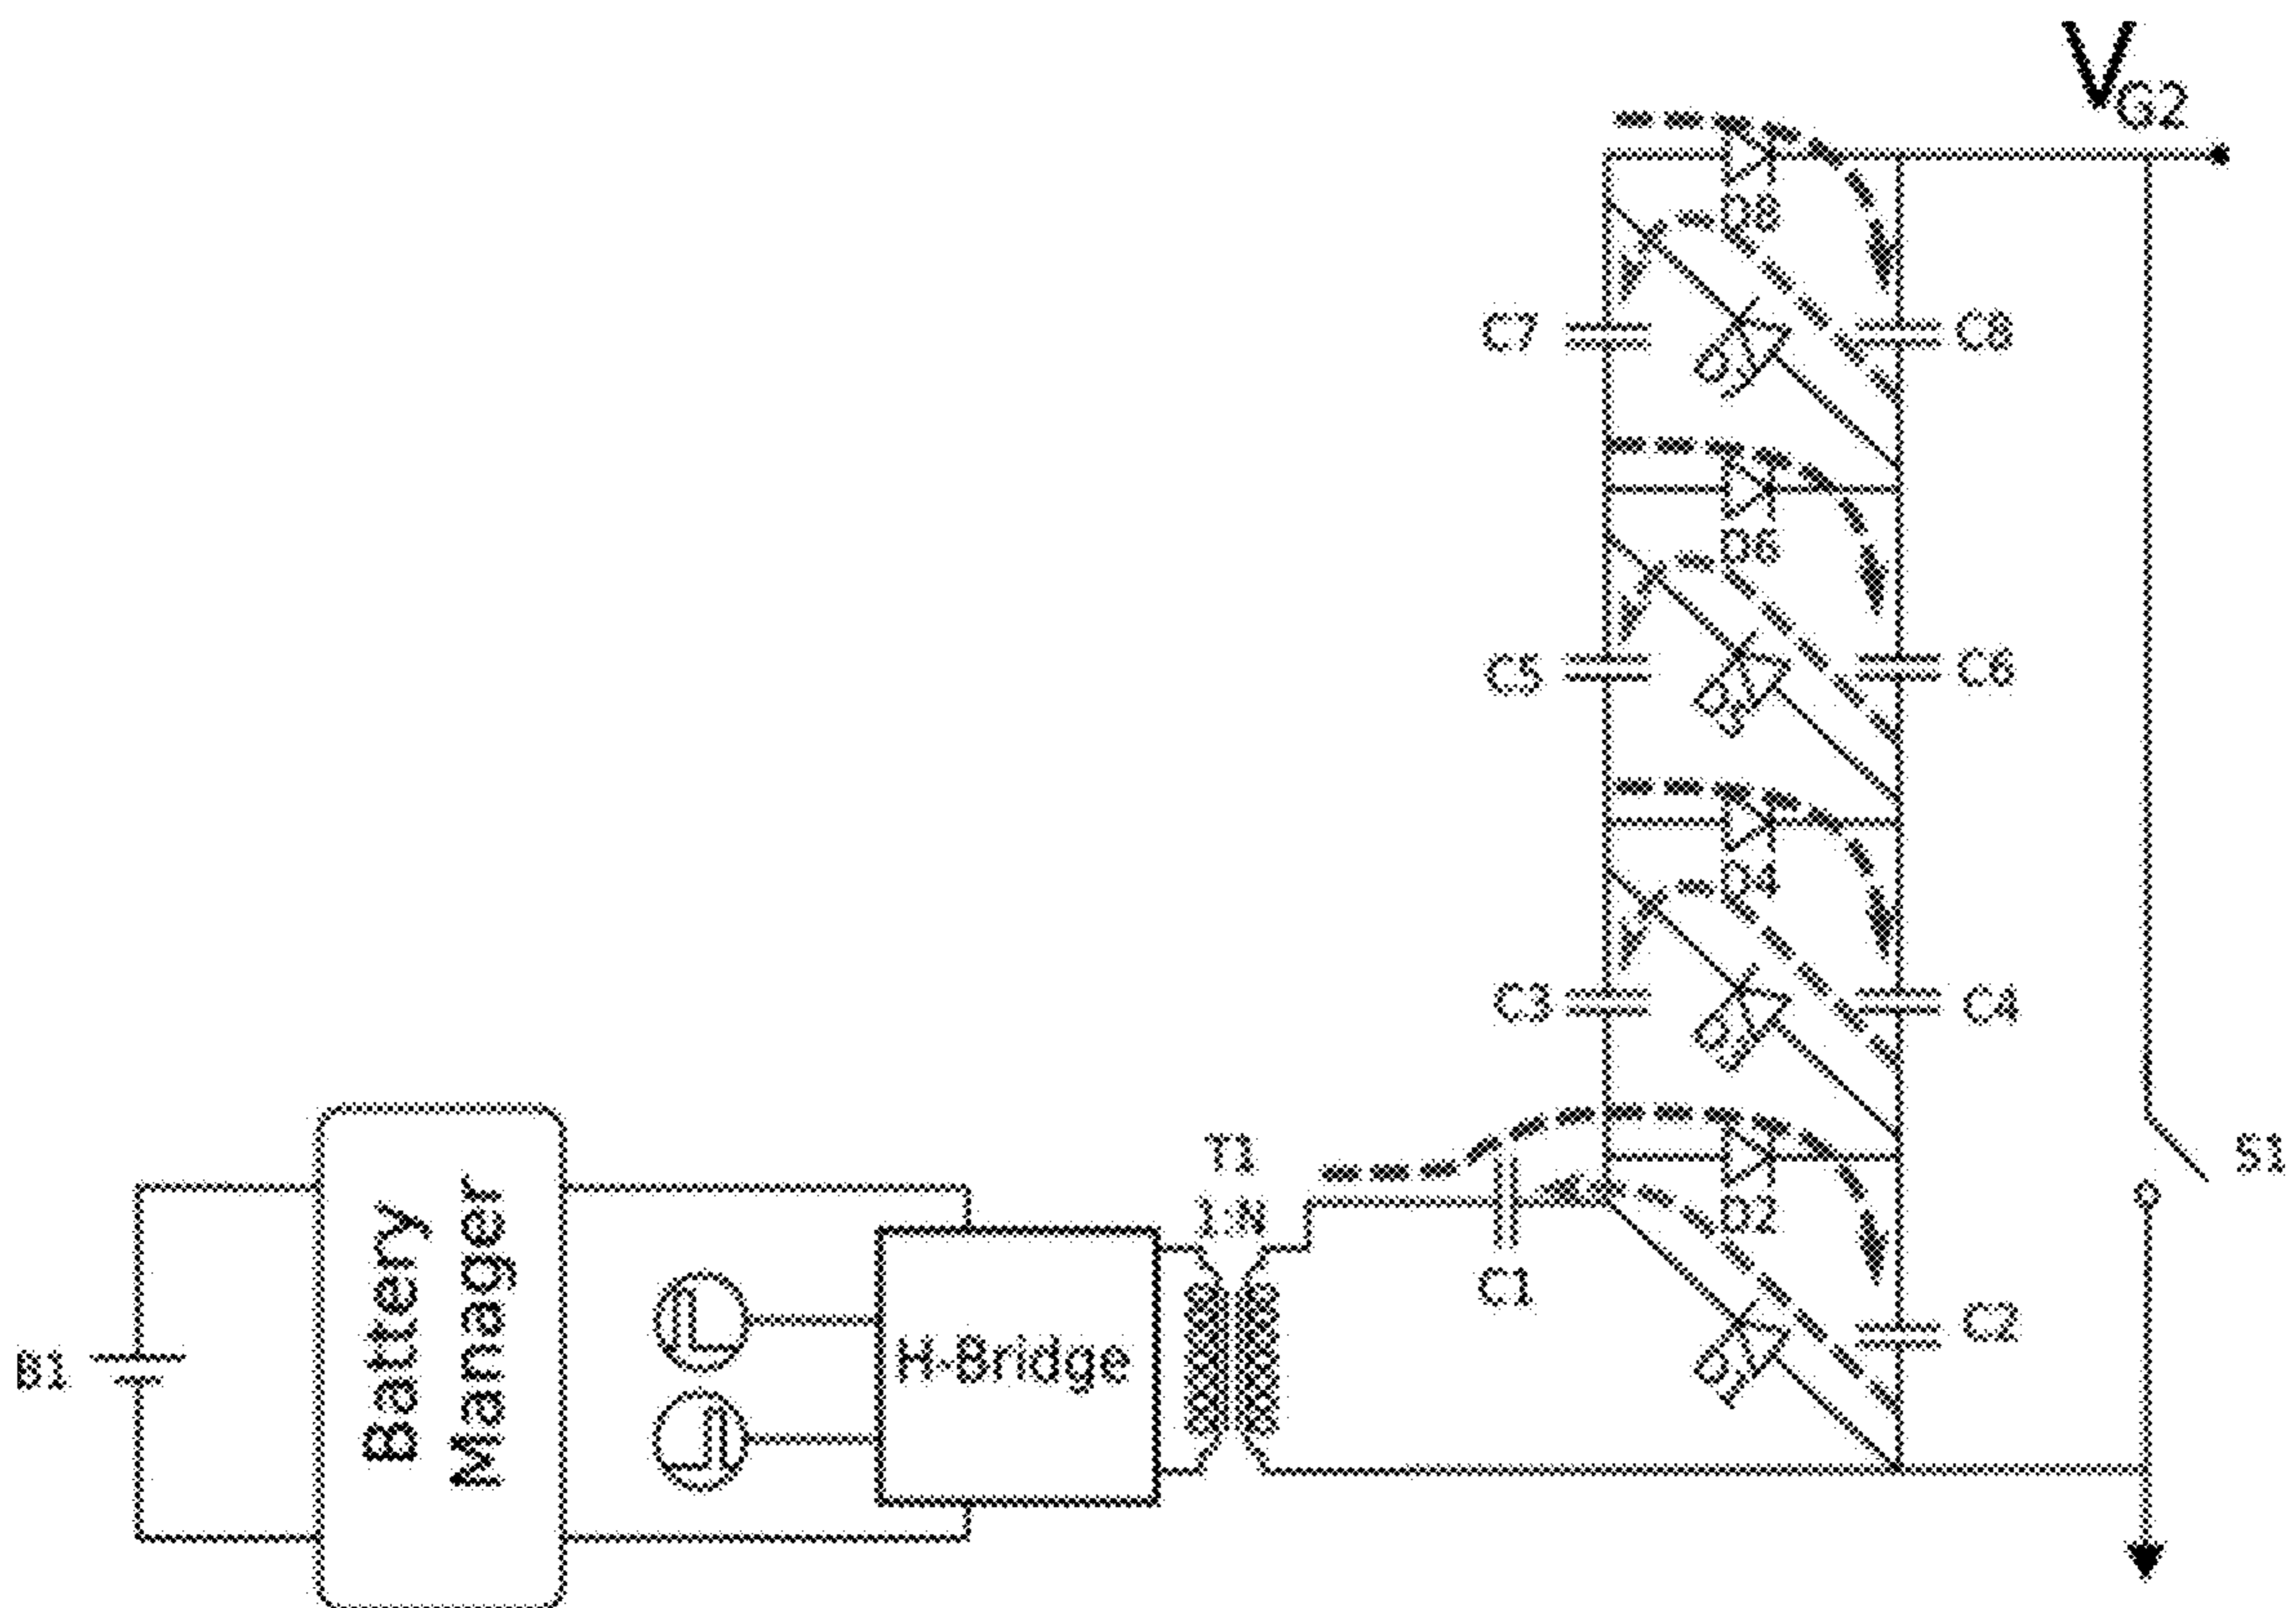 VG2
D8
C7
C8
D7
D6
C5
C6
D5
D4
C3
C4
D3
T1
1:N
D2
S1
C1
C2
D1
B1
Battery
Manager
H-Bridge